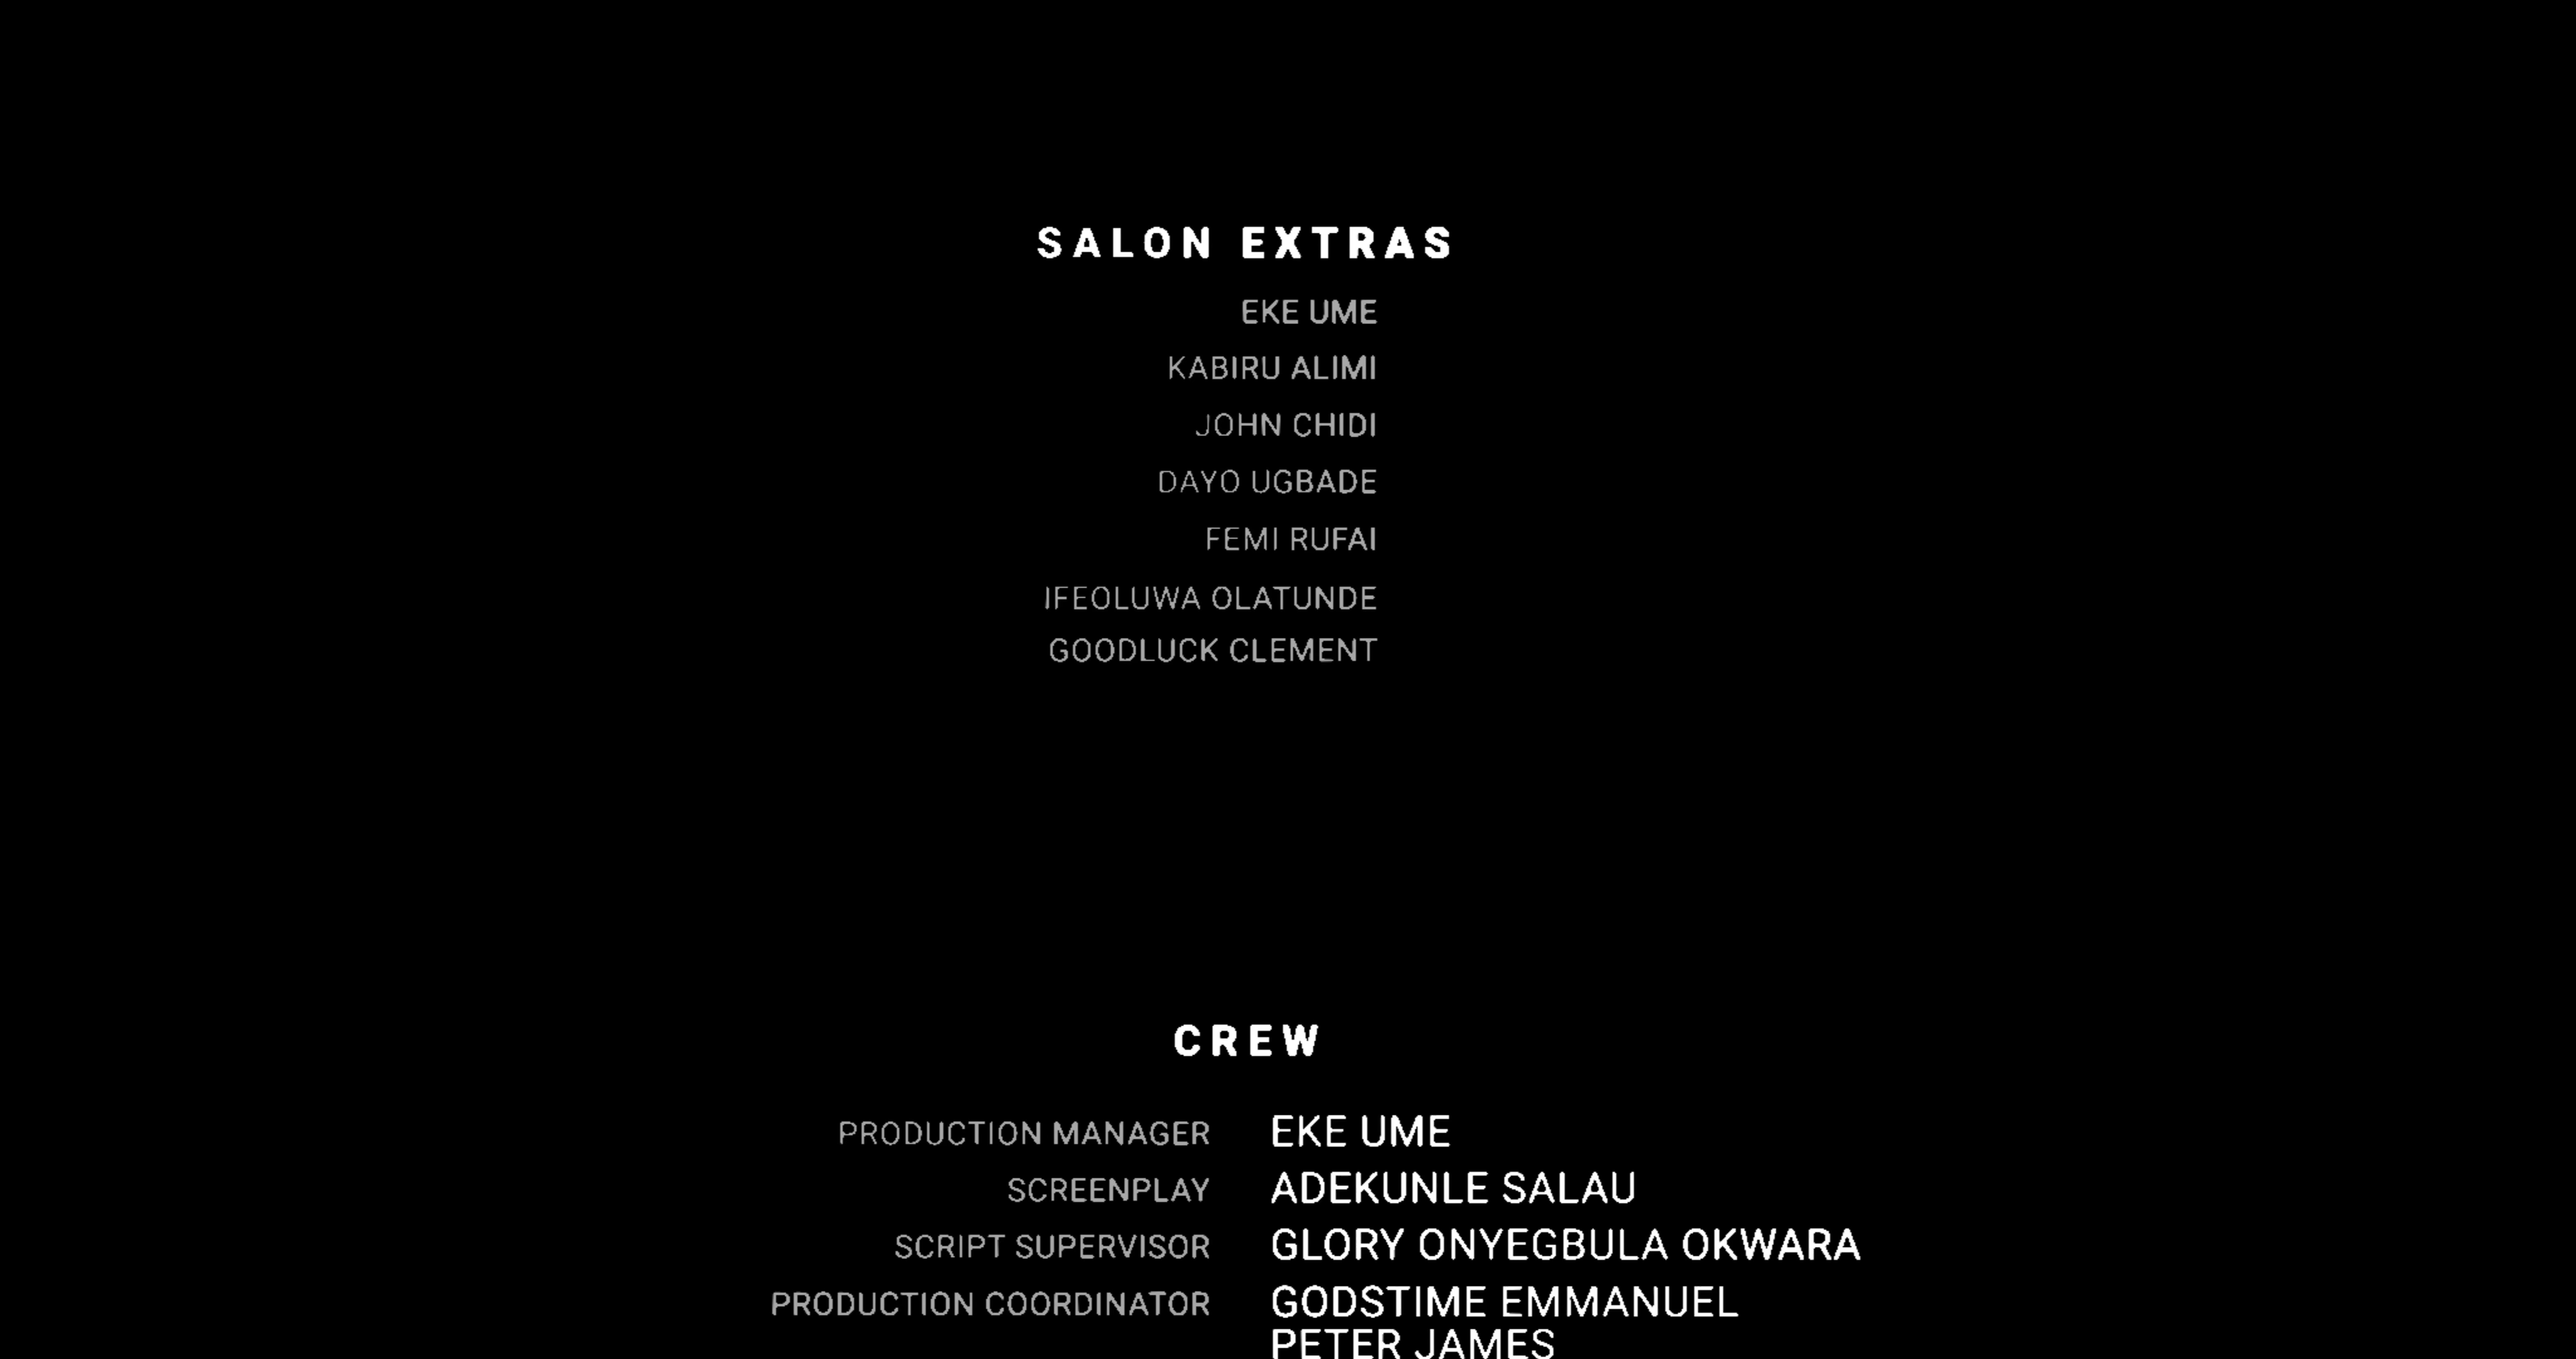 SALON EXTRAS
EKE UME
KABIRU ALIMI
JOHN CHIDI
DAYO UGBADE
FEMI RUFAI
IFEOLUWA OLATUNDE
GOODLUCK CLEMENT
CREW
PRODUCTION MANAGER EKE UME
SCREENPLAY ADEKUNLE SALAU
SCRIPT SUPERVISOR GLORY ONYEGBULA OKWARA
PRODUCTION COORDINATOR GODSTIME EMMANUEL
PETER JAMES